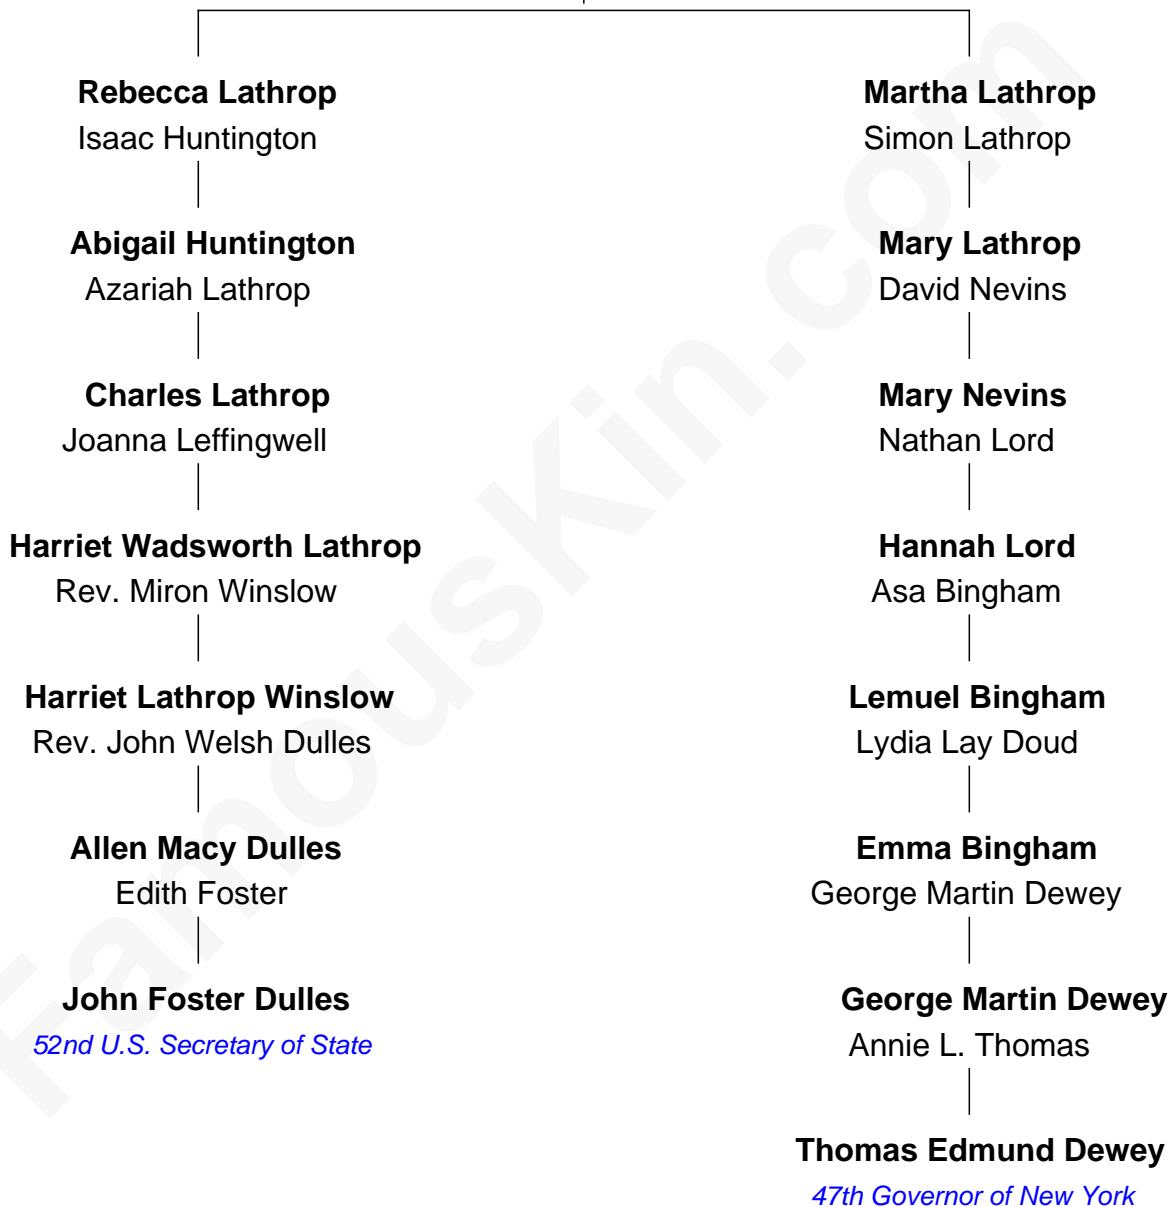 Rebecca Lathrop
Isaac Huntington
Abigail Huntington
Azariah Lathrop
Charles Lathrop
Joanna Leffingwell
Harriet Wadsworth Lathrop
Rev. Miron Winslow
Harriet Lathrop Winslow
Rev. John Welsh Dulles
Allen Macy Dulles
Edith Foster
John Foster Dulles
52nd U.S. Secretary of State
Martha Lathrop
Simon Lathrop
Mary Lathrop
David Nevins
Mary Nevins
Nathan Lord
Hannah Lord
Asa Bingham
Lemuel Bingham
Lydia Lay Doud
Emma Bingham
George Martin Dewey
George Martin Dewey
Annie L. Thomas
Thomas Edmund Dewey
47th Governor of New York
FamousKin.com